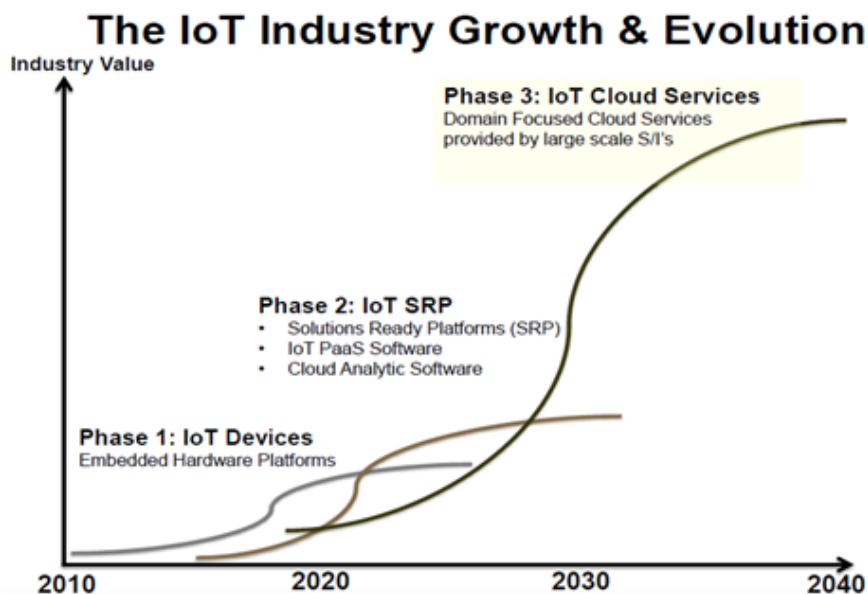 The IoT Industry Growth & Evolution
Industry Value
Phase 3: IoT Cloud Services
Domain Focused Cloud Services
provided by large scale S/I's
Phase 2: IoT SRP
• Solutions Ready Platforms (SRP)
• IoT PaaS Software
• Cloud Analytic Software
Phase 1: IoT Devices
Embedded Hardware Platforms
2010 2020 2030 2040